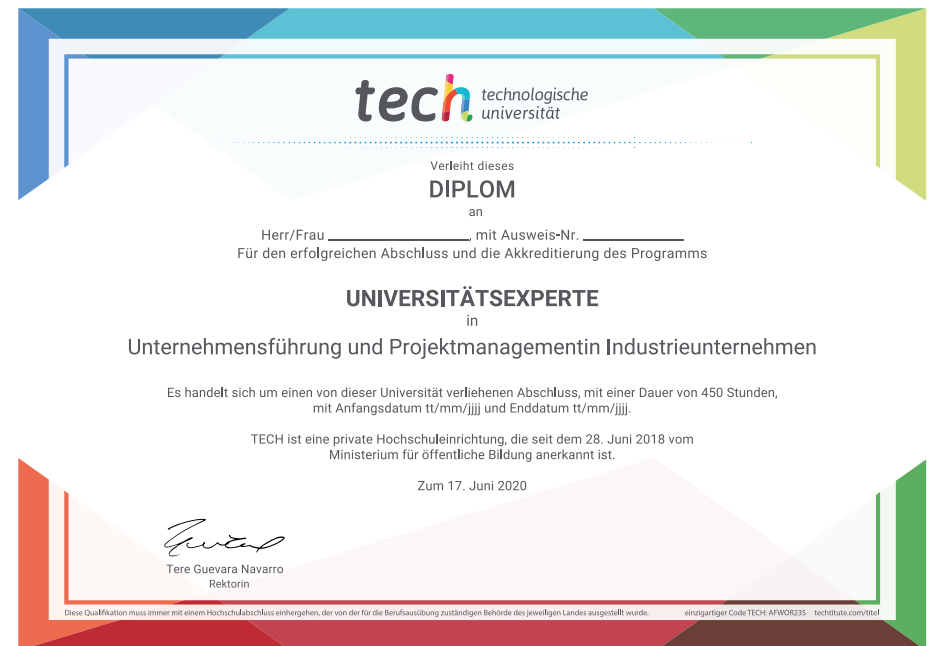 tech technologische
universität
Verleiht dieses
DIPLOM
an
Herr/Frau ____________________, mit Ausweis-Nr. ______________
Für den erfolgreichen Abschluss und die Akkreditierung des Programms
UNIVERSITÄTSEXPERTE
in
Unternehmensführung und Projektmanagementin Industrieunternehmen
Es handelt sich um einen von dieser Universität verliehenen Abschluss, mit einer Dauer von 450 Stunden,
mit Anfangsdatum tt/mm/jjjj und Enddatum tt/mm/jjjj.
TECH ist eine private Hochschuleinrichtung, die seit dem 28. Juni 2018 vom
Ministerium für öffentliche Bildung anerkannt ist.
Zum 17. Juni 2020
Tere Guevara Navarro
Rektorin
Diese Qualifikation muss immer mit einem Hochschulabschluss einhergehen, der von der für die Berufsausübung zuständigen Behörde des jeweiligen Landes ausgestellt wurde. einzigartiger Code TECH: AFWOR23S techtitute.com/titel